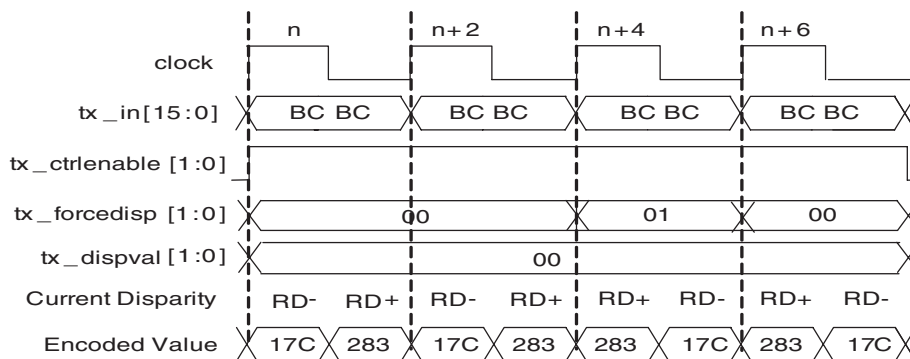 n n+2 n+4 n+6
clock
tx_in[15:0] BC BC BC BC BC BC BC BC
tx_ctrlenable [1:0]
tx_forcedisp [1:0] 00 01 00
tx_dispval [1:0] 00
Current Disparity RD- RD+ RD- RD+ RD+ RD- RD+ RD-
Encoded Value 17C 283 17C 283 283 17C 283 17C